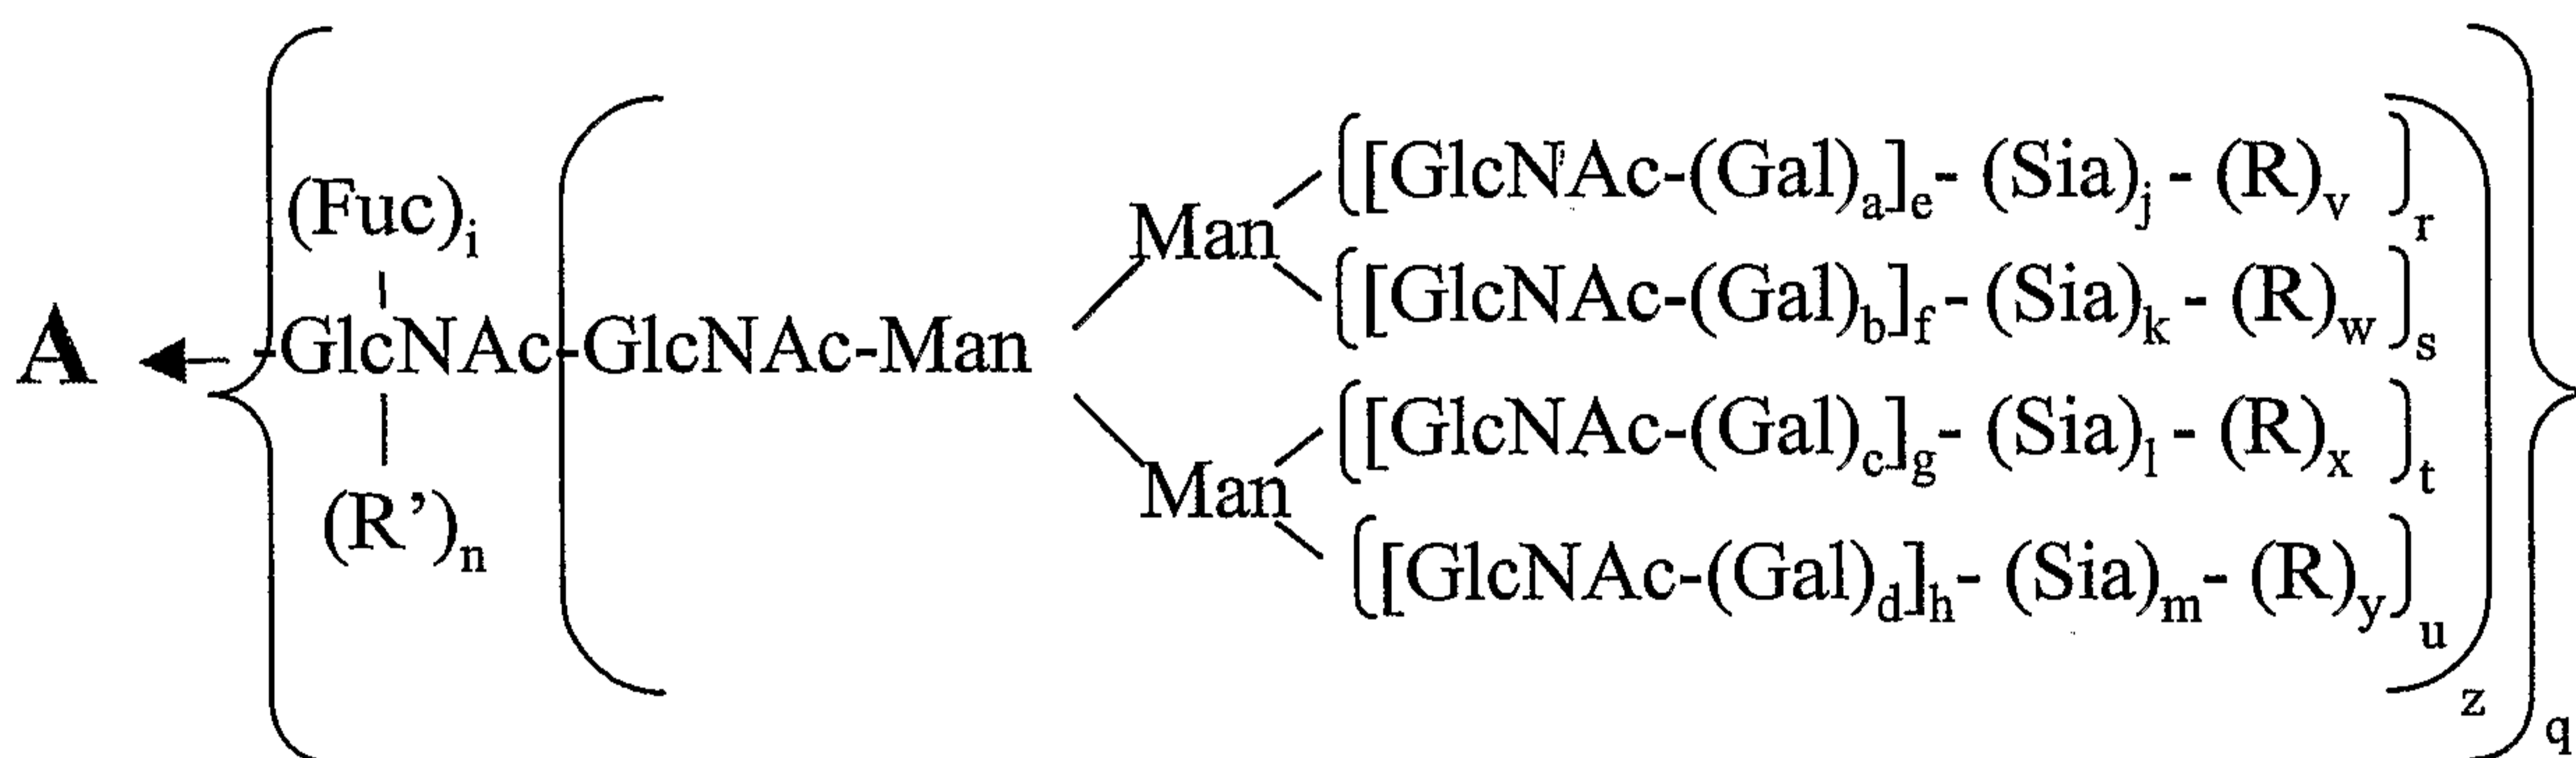 ([GlcNAc-(Gal)a]e- (Sia)j - (R)v )r
(Fuc)i
Man
([GlcNAc-(Gal)b]f - (Sia)k - (R)w )s
A -GlcNAc-GlcNAc-Man
([GlcNAc-(Gal)c]g- (Sia)l - (R)x )t
Man
(R’)n
([GlcNAc-(Gal)d]h- (Sia)m- (R)y)u
z
q